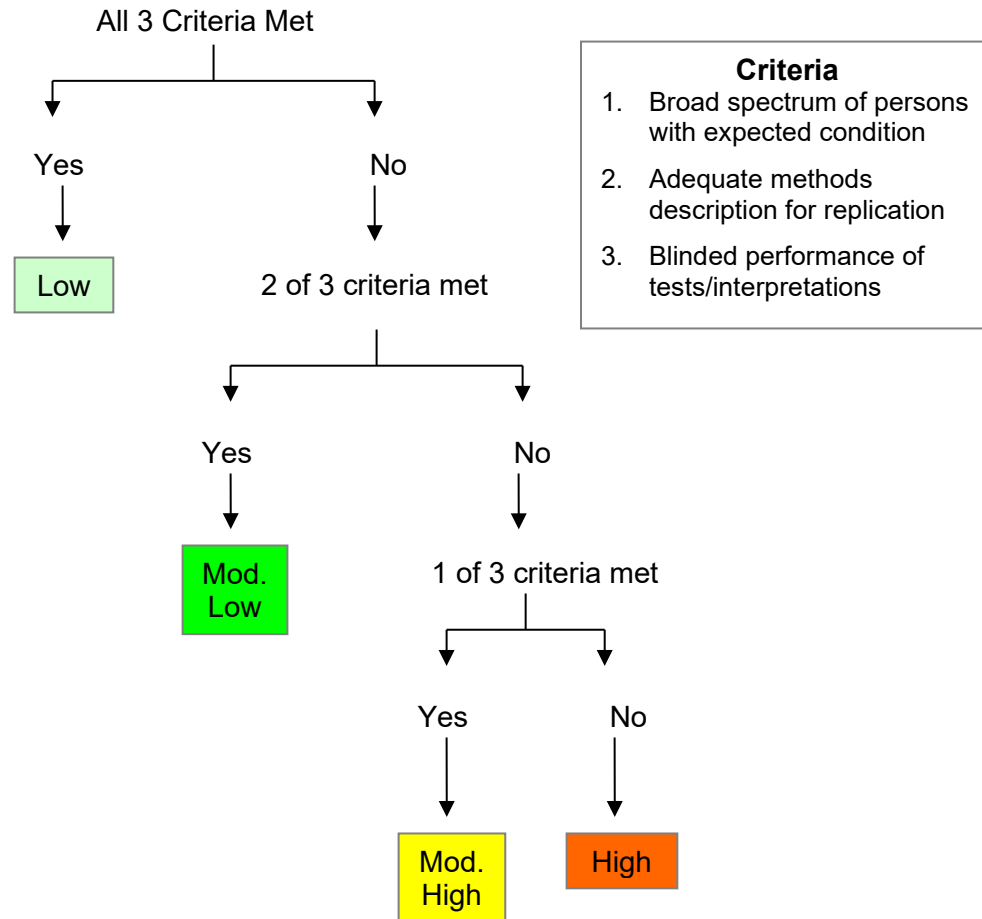 All 3 Criteria Met
Criteria
1. Broad spectrum of persons
with expected condition
2. Adequate methods
description for replication
3. Blinded performance of
tests/interpretations
Yes
No
Low
2 of 3 criteria met
Yes
No
Mod.
Low
1 of 3 criteria met
Yes
No
Mod.
High
High